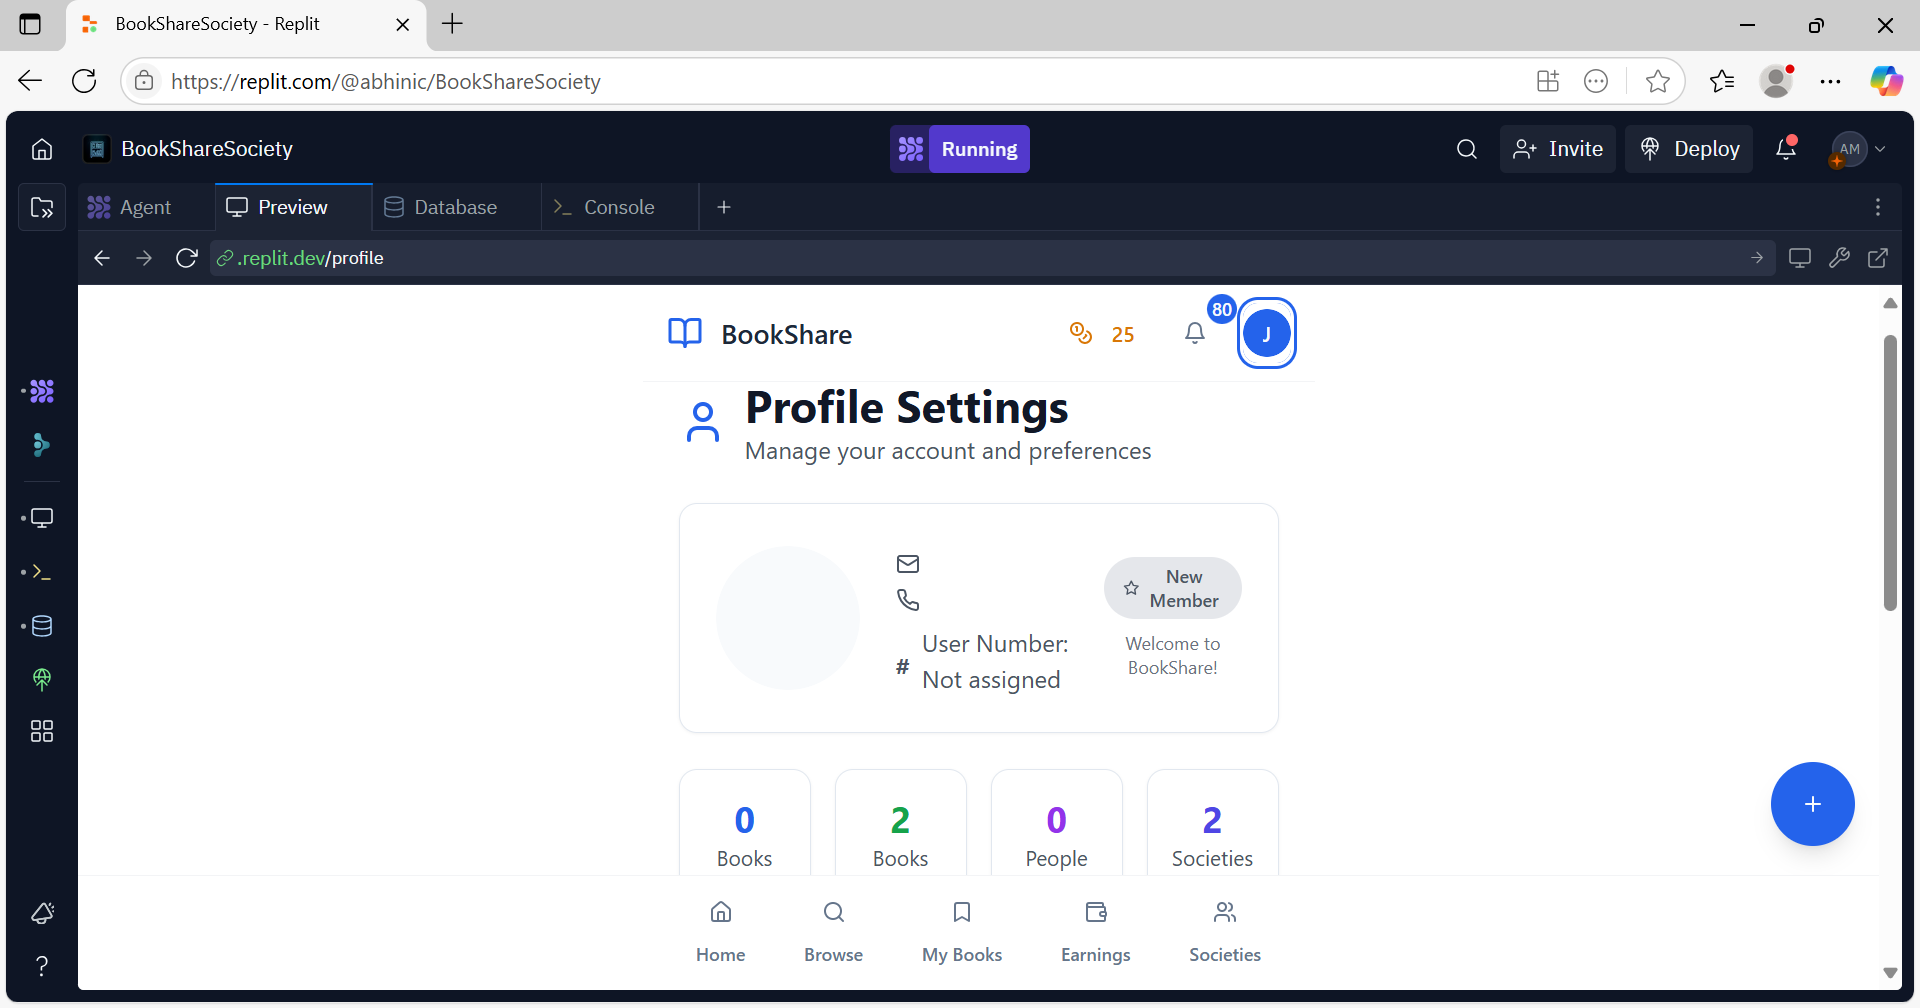 BookShareSociety - Replit
https://replit.com/@abhinic/BookShareSociety
BookShareSociety
Running
Invite
Deploy
AM
Agent
Preview
Database
Console
.replit.dev/profile
BookShare
25
80
J
Profile Settings
Manage your account and preferences
New
Member
User Number:
# Not assigned
Welcome to
BookShare!
0
2
0
2
Books
Books
People
Societies
Home
Browse
My Books
Earnings
Societies